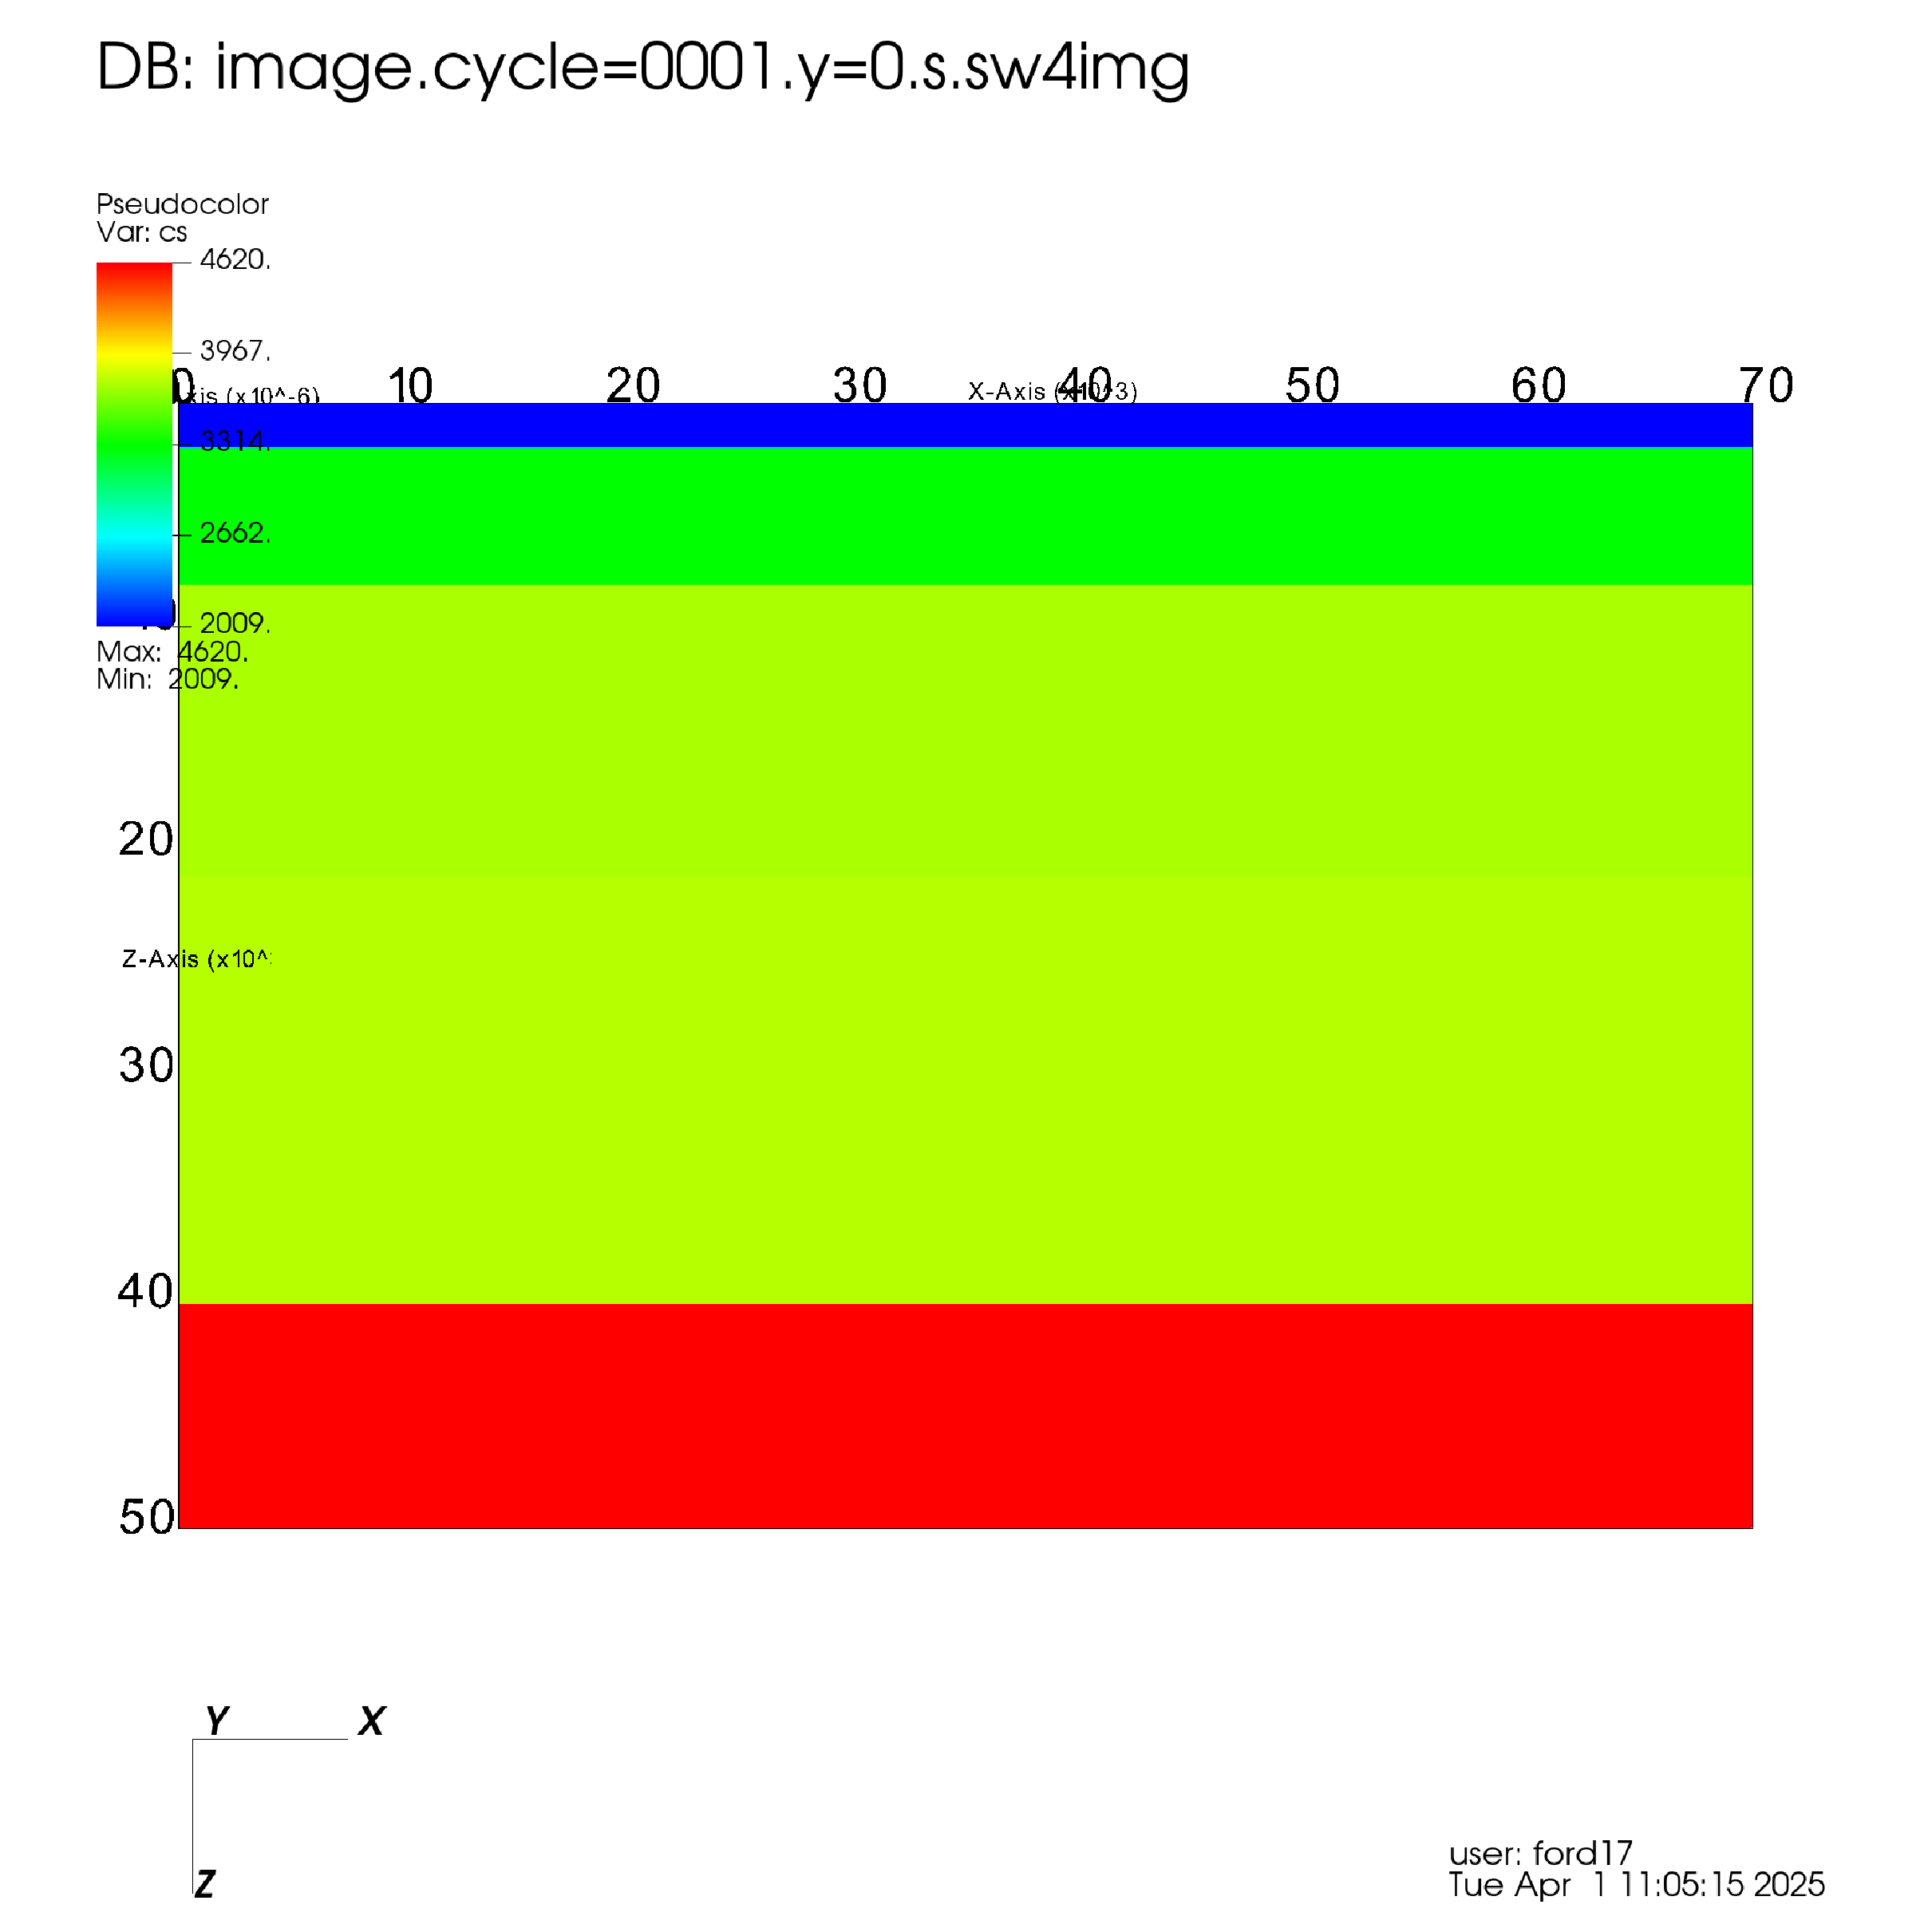 DB: image.cycle=0001.y=0.s.sw4img
Pseudocolor
Var: cs
4620.
3967.
3314.
2662.
2009.
Max: 4620.
Min: 2009.
0 10 20 30 40 50 60 70
(x10^-6)
X-Axis (x10^3)
20
Z-Axis (x10^
30
40
50
Y X
Z
user: ford17
Tue Apr 1 11:05:15 2025